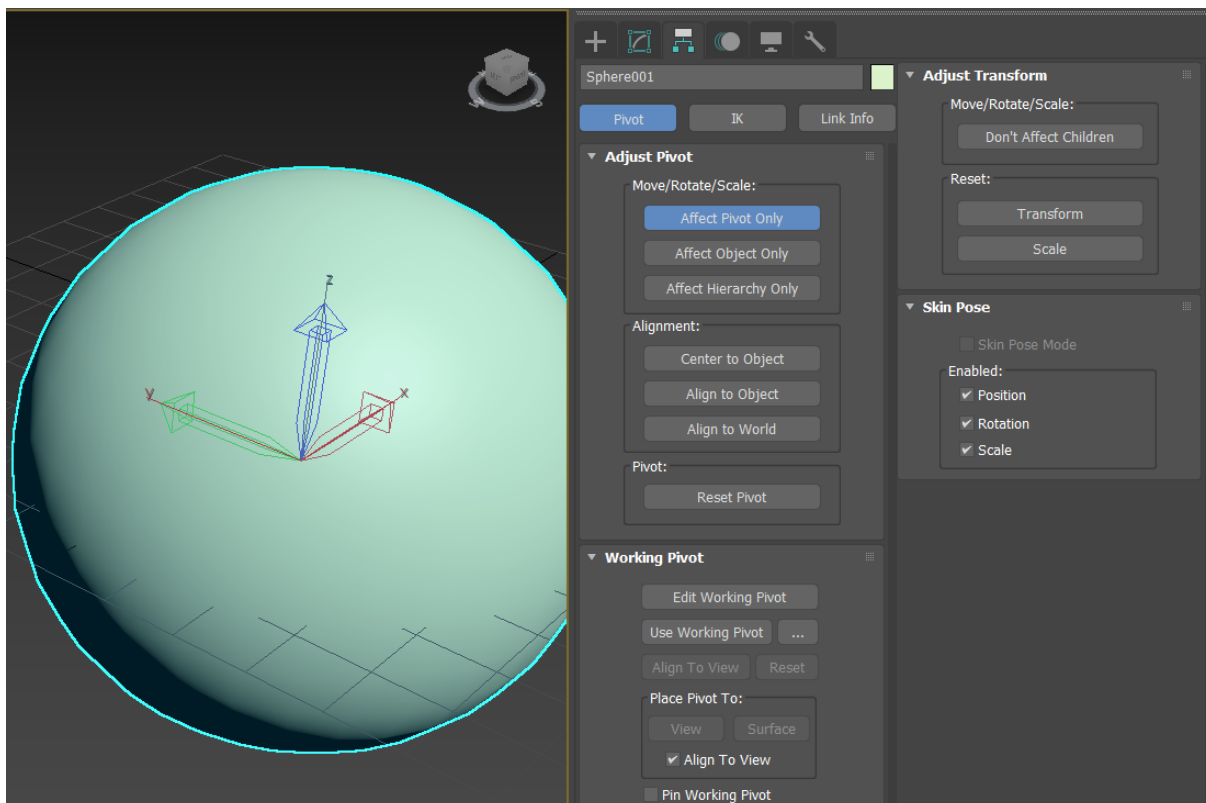 z
y
x
Sphere001
Pivot
IK
Link Info
Adjust Pivot
Move/Rotate/Scale:
Affect Pivot Only
Affect Object Only
Affect Hierarchy Only
Alignment:
Center to Object
Align to Object
Align to World
Pivot:
Reset Pivot
Working Pivot
Edit Working Pivot
Use Working Pivot
...
Align To View
Reset
Place Pivot To:
View
Surface
Align To View
Pin Working Pivot
Adjust Transform
Move/Rotate/Scale:
Don't Affect Children
Reset:
Transform
Scale
Skin Pose
Skin Pose Mode
Enabled:
Position
Rotation
Scale